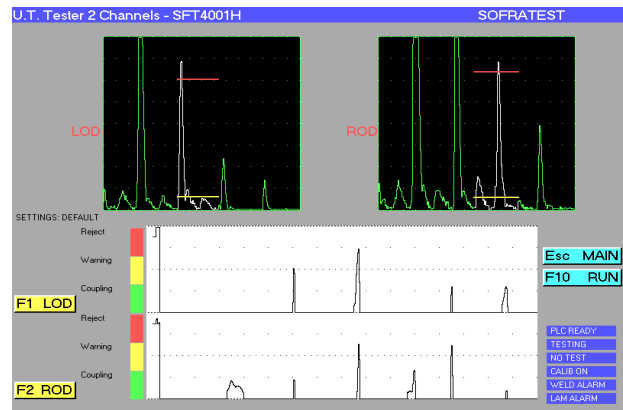 U.T. Tester 2 Channels - SFT4001H SOFRATEST
LOD
ROD
SETTINGS: DEFAULT
Reject
Warning
Coupling
F1 LOD
Esc MAIN
F10 RUN
Reject
Warning
Coupling
F2 ROD
PLC READY
TESTING
NO TEST
CALIB ON
WELD ALARM
LAM ALARM